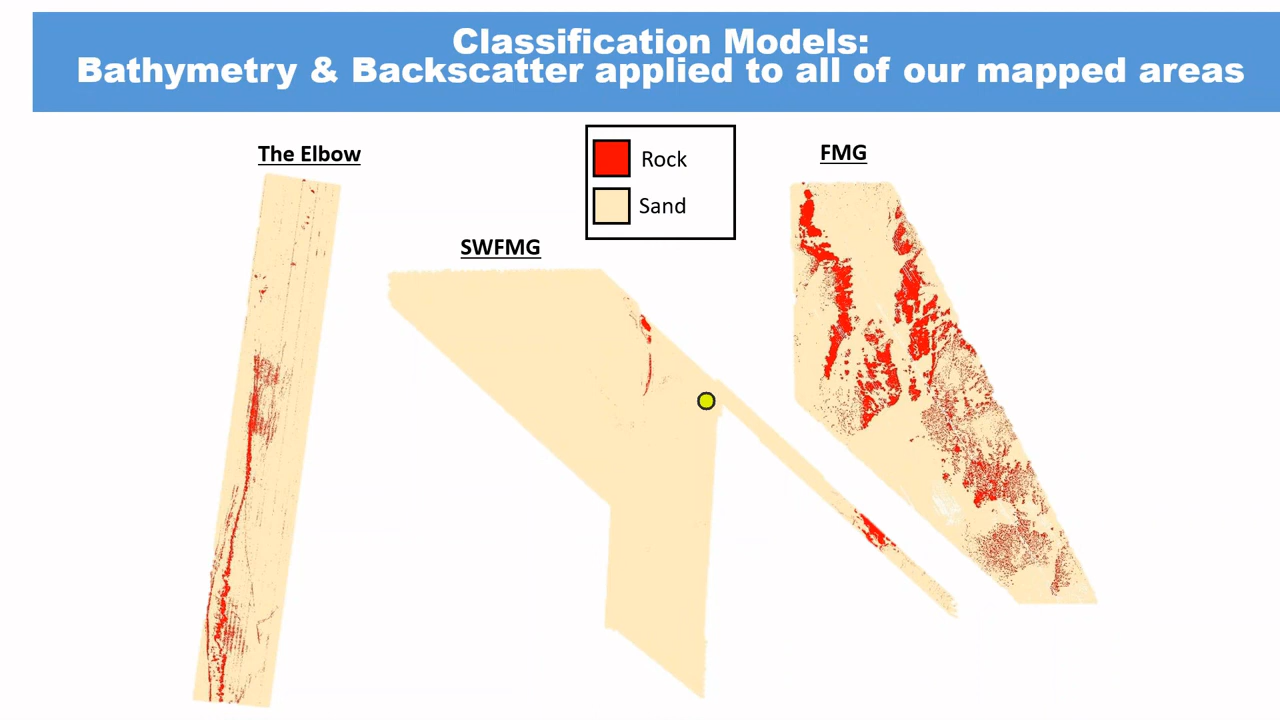 Classification Models:
Bathymetry & Backscatter applied to all of our mapped areas
The Elbow
SWFMG
Rock
Sand
FMG